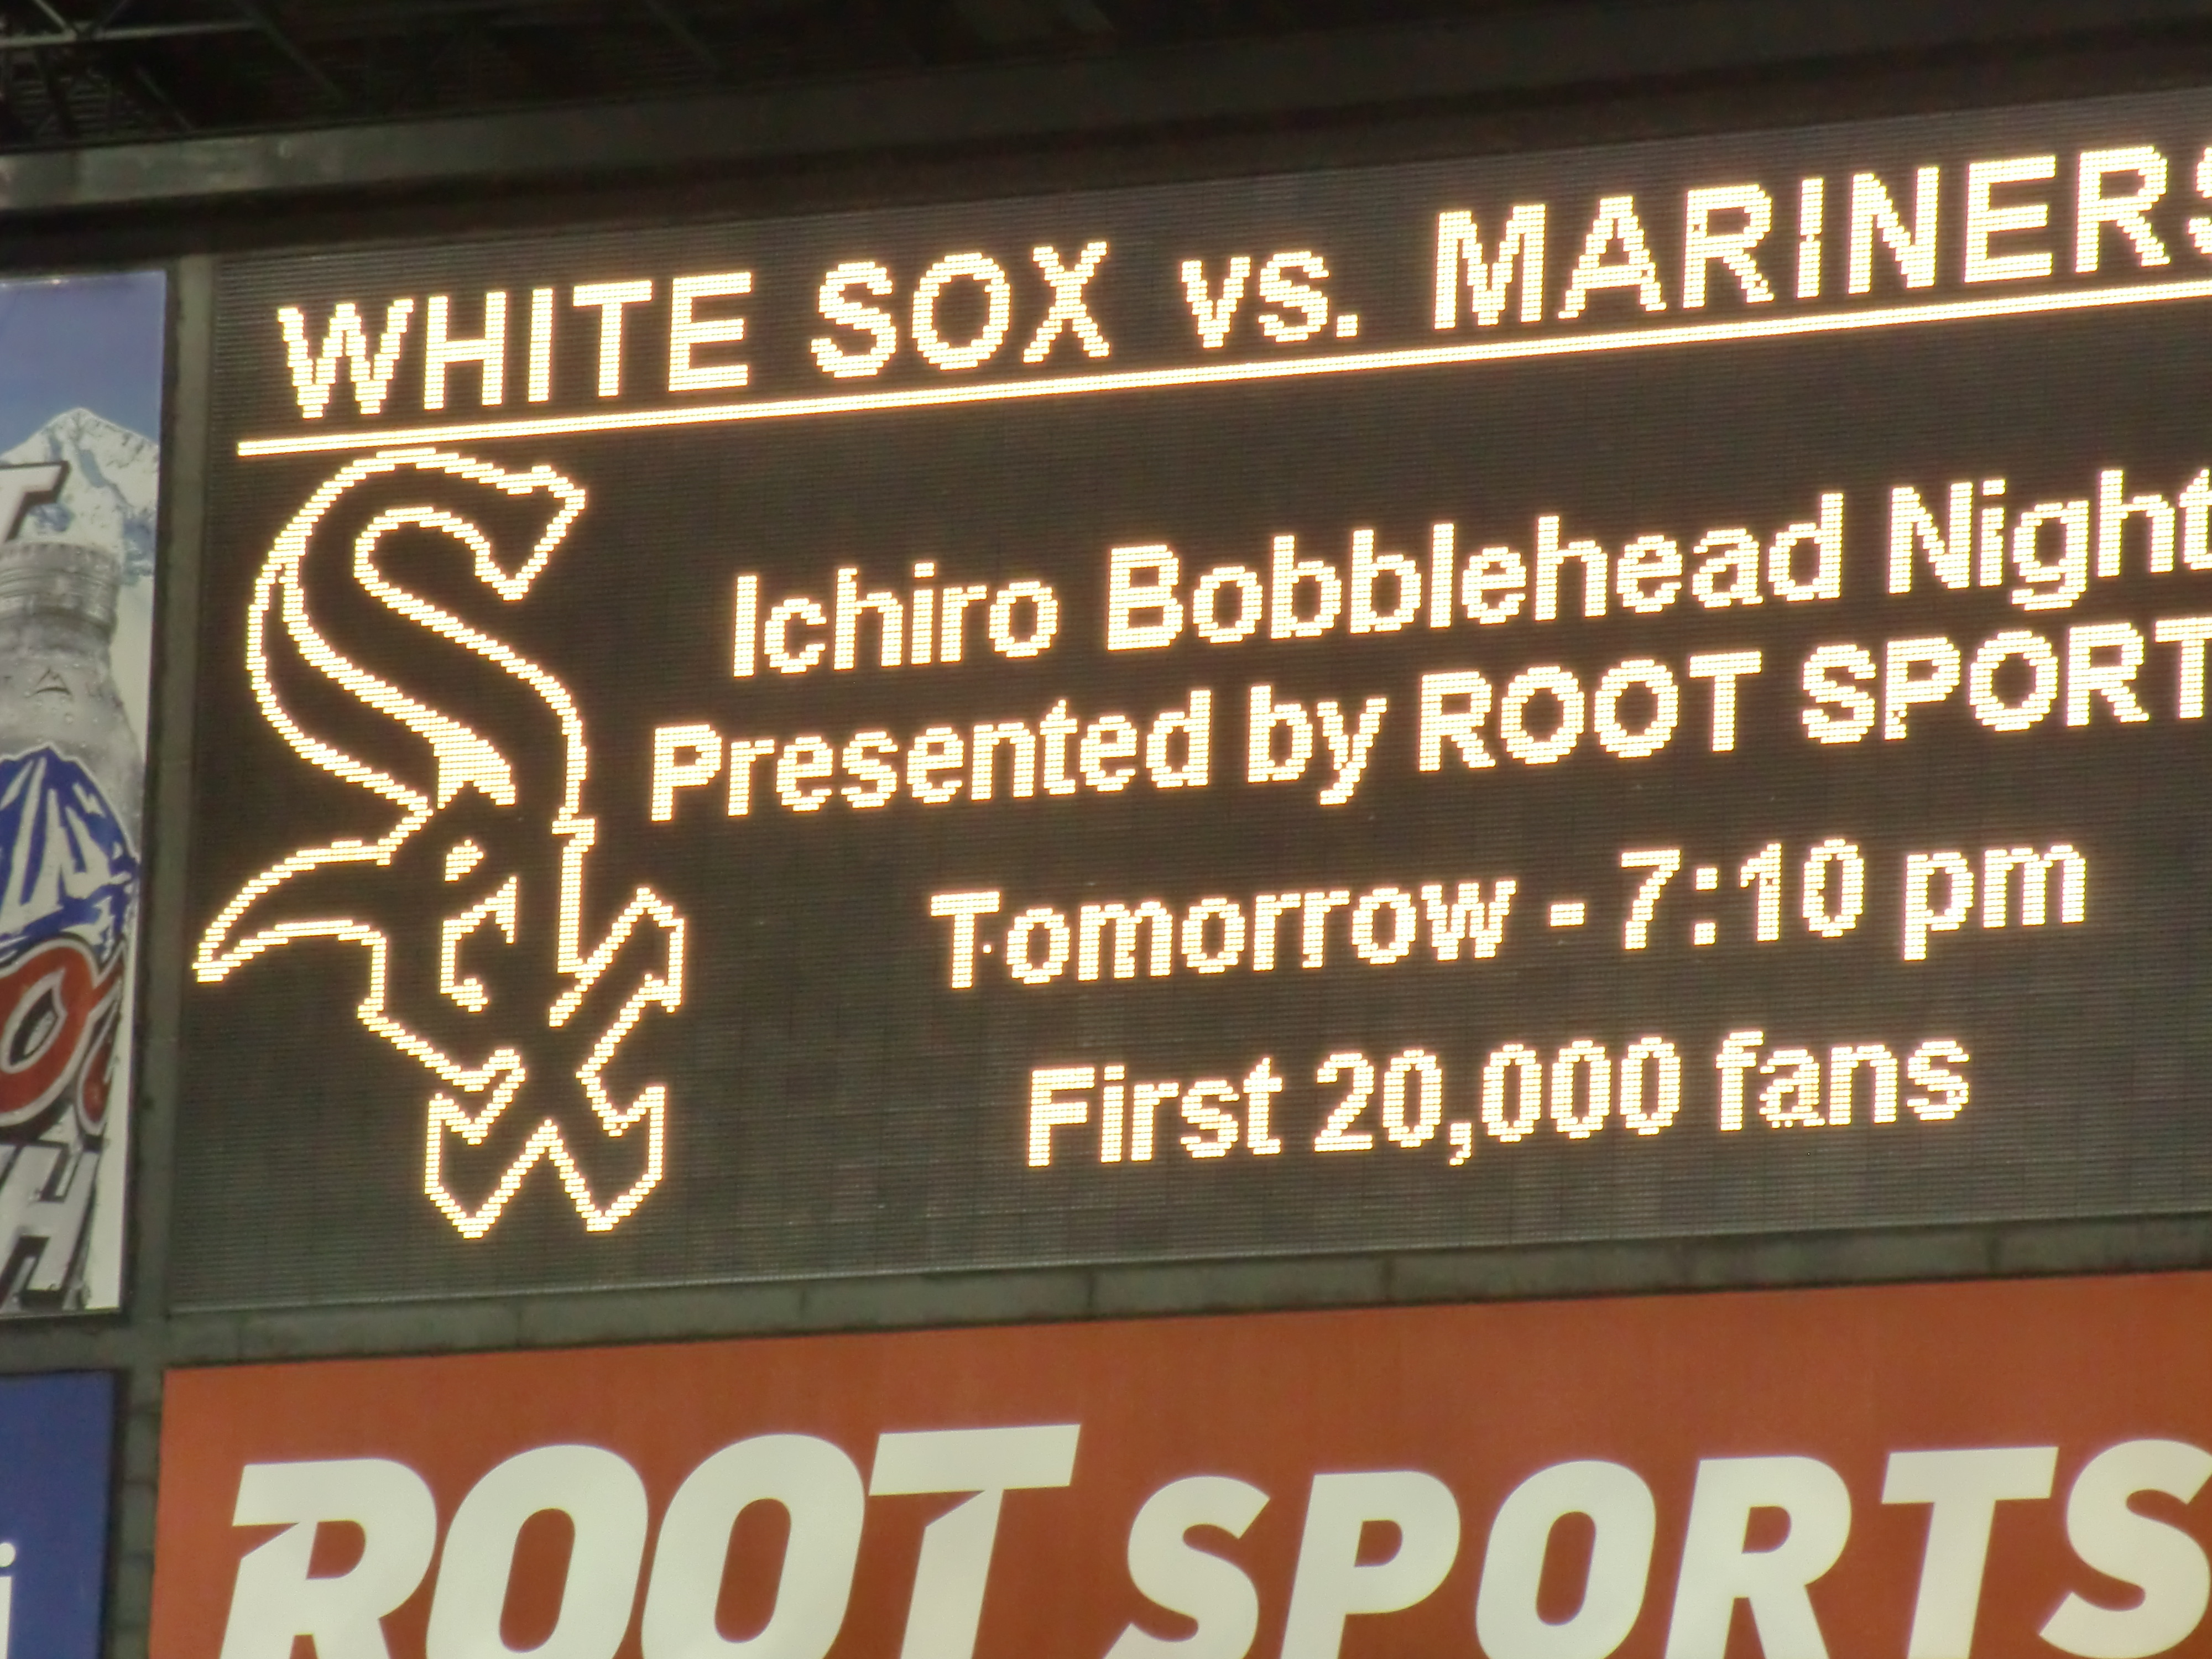 WHITE SOX vs. MARINERS
Ichiro Bobblehead Night
Presented by ROOT SPORT
Tomorrow - 7:10 pm
First 20,000 fans
ROOT SPORTS